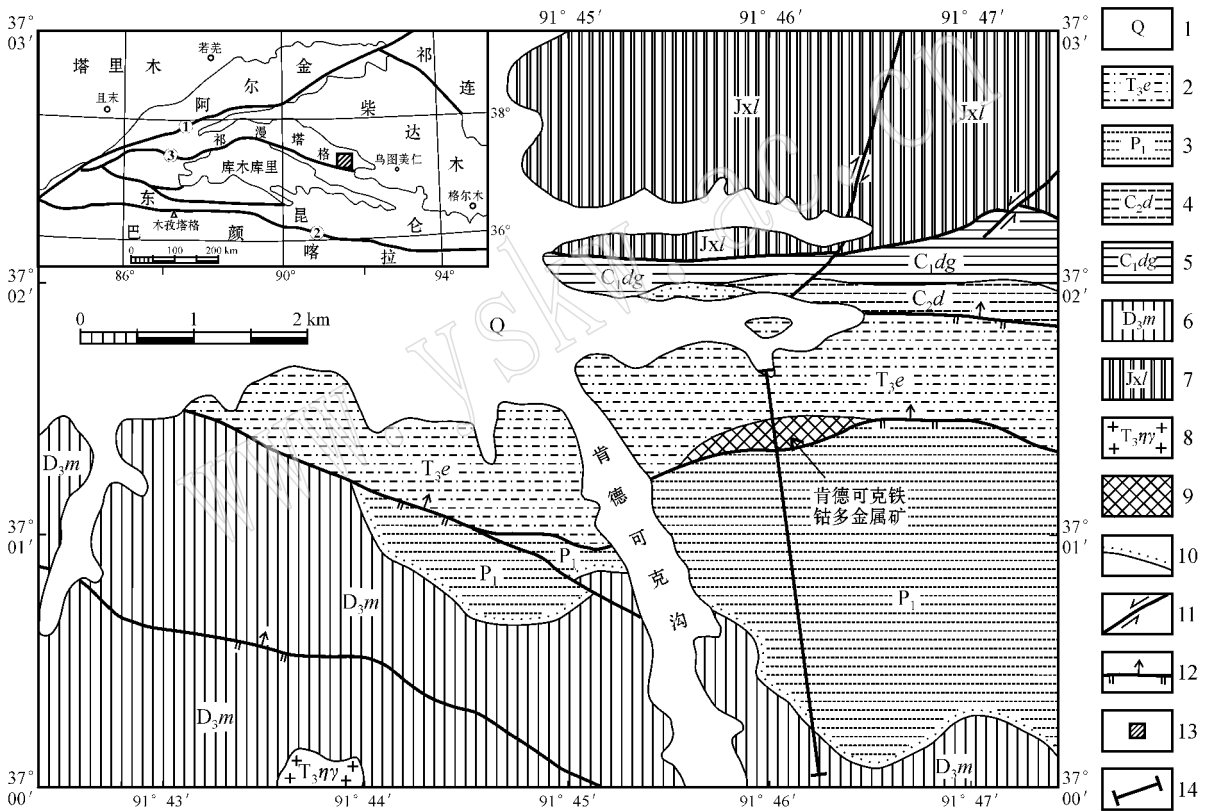 91° 45′
91° 46′
91° 47′
37° 03′
37° 03′
塔里木
若羌
且末
阿尔金
祁连
柴达木
38°
①
祁漫塔格
③
乌图美仁
库木库里
格尔木
东昆仑
木孜塔格
巴颜喀拉
②
36°
0 100 200 km
86°
90°
94°
Jxl
Jxl
Jxl
C₁dg
C₂d
37° 02′
37° 02′
0 1 2 km
Q
T₃e
D₃m
T₃e
肯德可克铁
钴多金属矿
肯德可克沟
37° 01′
37° 01′
P₁
P₁
P₁
D₃m
D₃m
D₃m
T₃ηγ
37° 00′
37° 00′
91° 43′
91° 44′
91° 45′
91° 46′
91° 47′
Q 1
T₃e 2
P₁ 3
C₂d 4
C₁dg 5
D₃m 6
Jxl 7
T₃ηγ 8
9
10
11
12
13
14
www.yskw.ac.cn